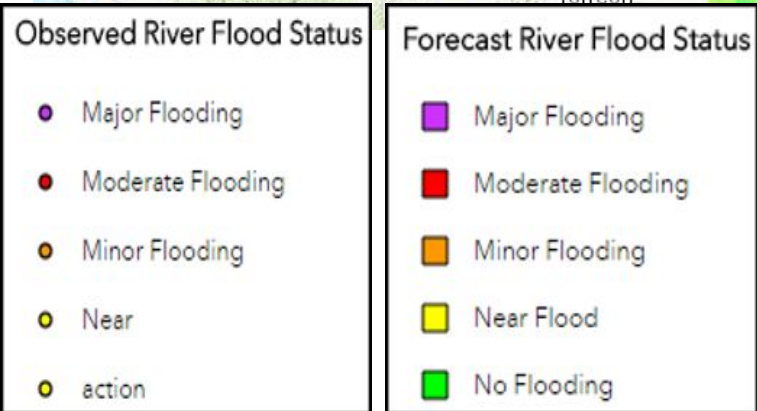 Observed River Flood Status
Major Flooding
Moderate Flooding
Minor Flooding
Near
action
Forecast River Flood Status
Major Flooding
Moderate Flooding
Minor Flooding
Near Flood
No Flooding